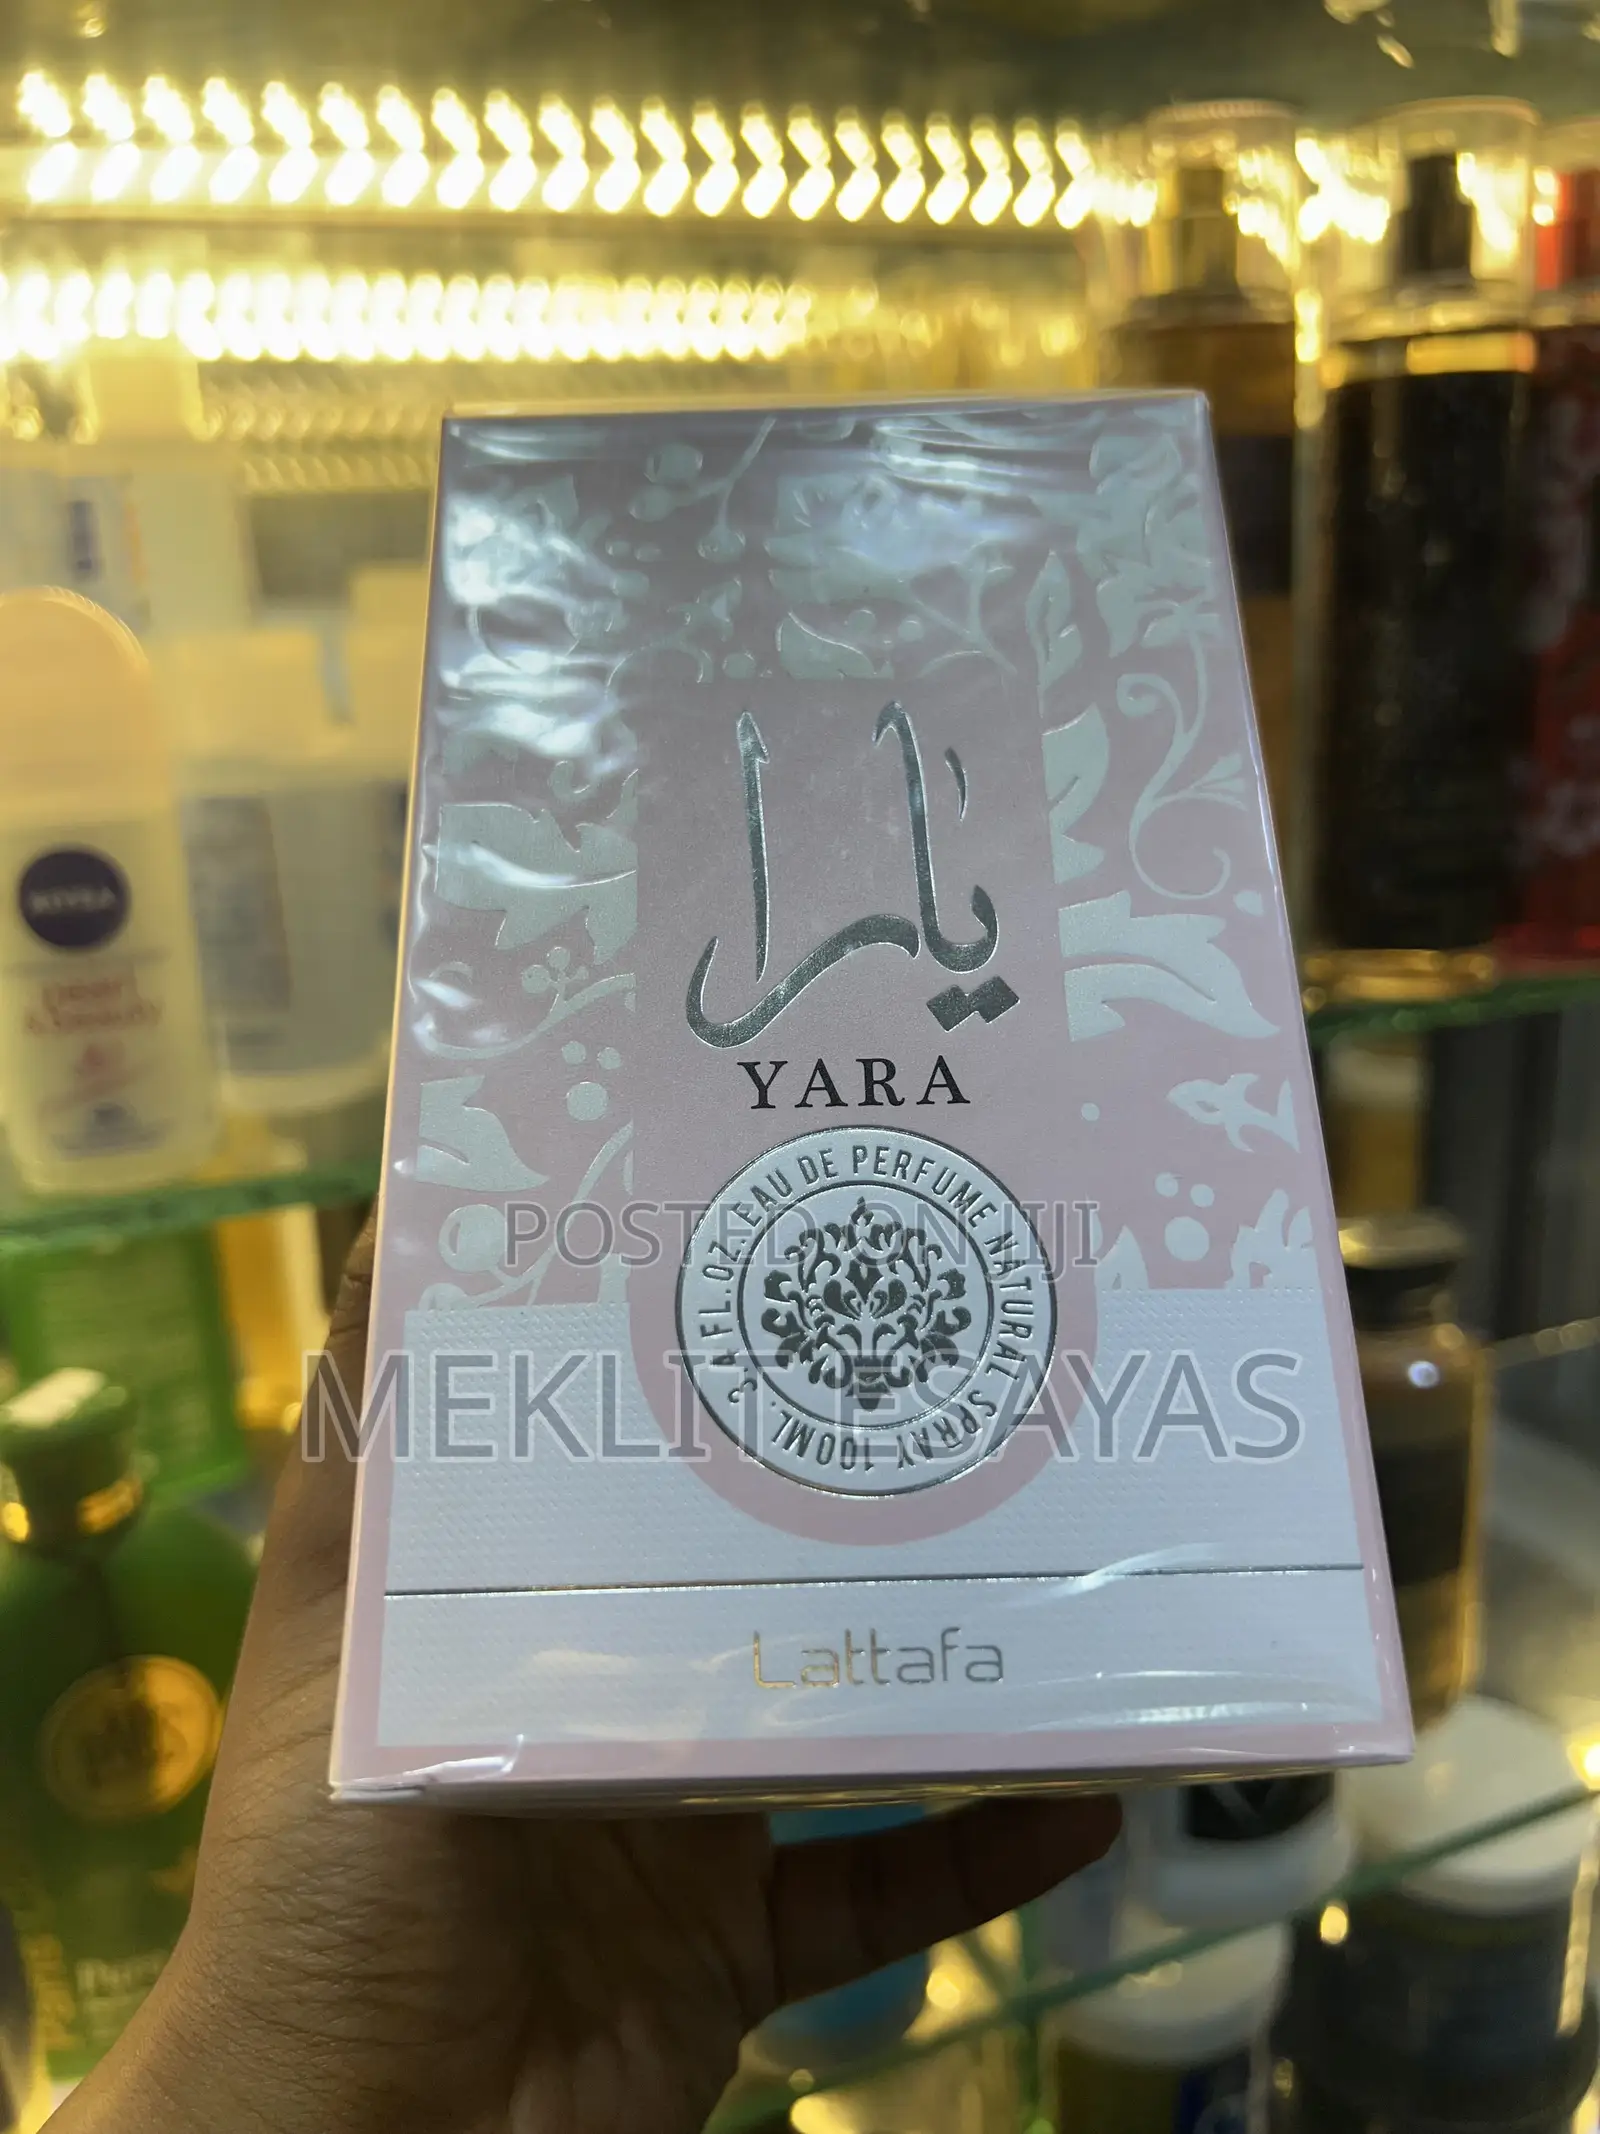 يارا
YARA
EAU DE PERFUME NATURAL SPRAY 100ML. 3.4 FL.OZ.
POSTED ON JIJI
MEKLIT ESAYAS
Lattafa
NIVEA